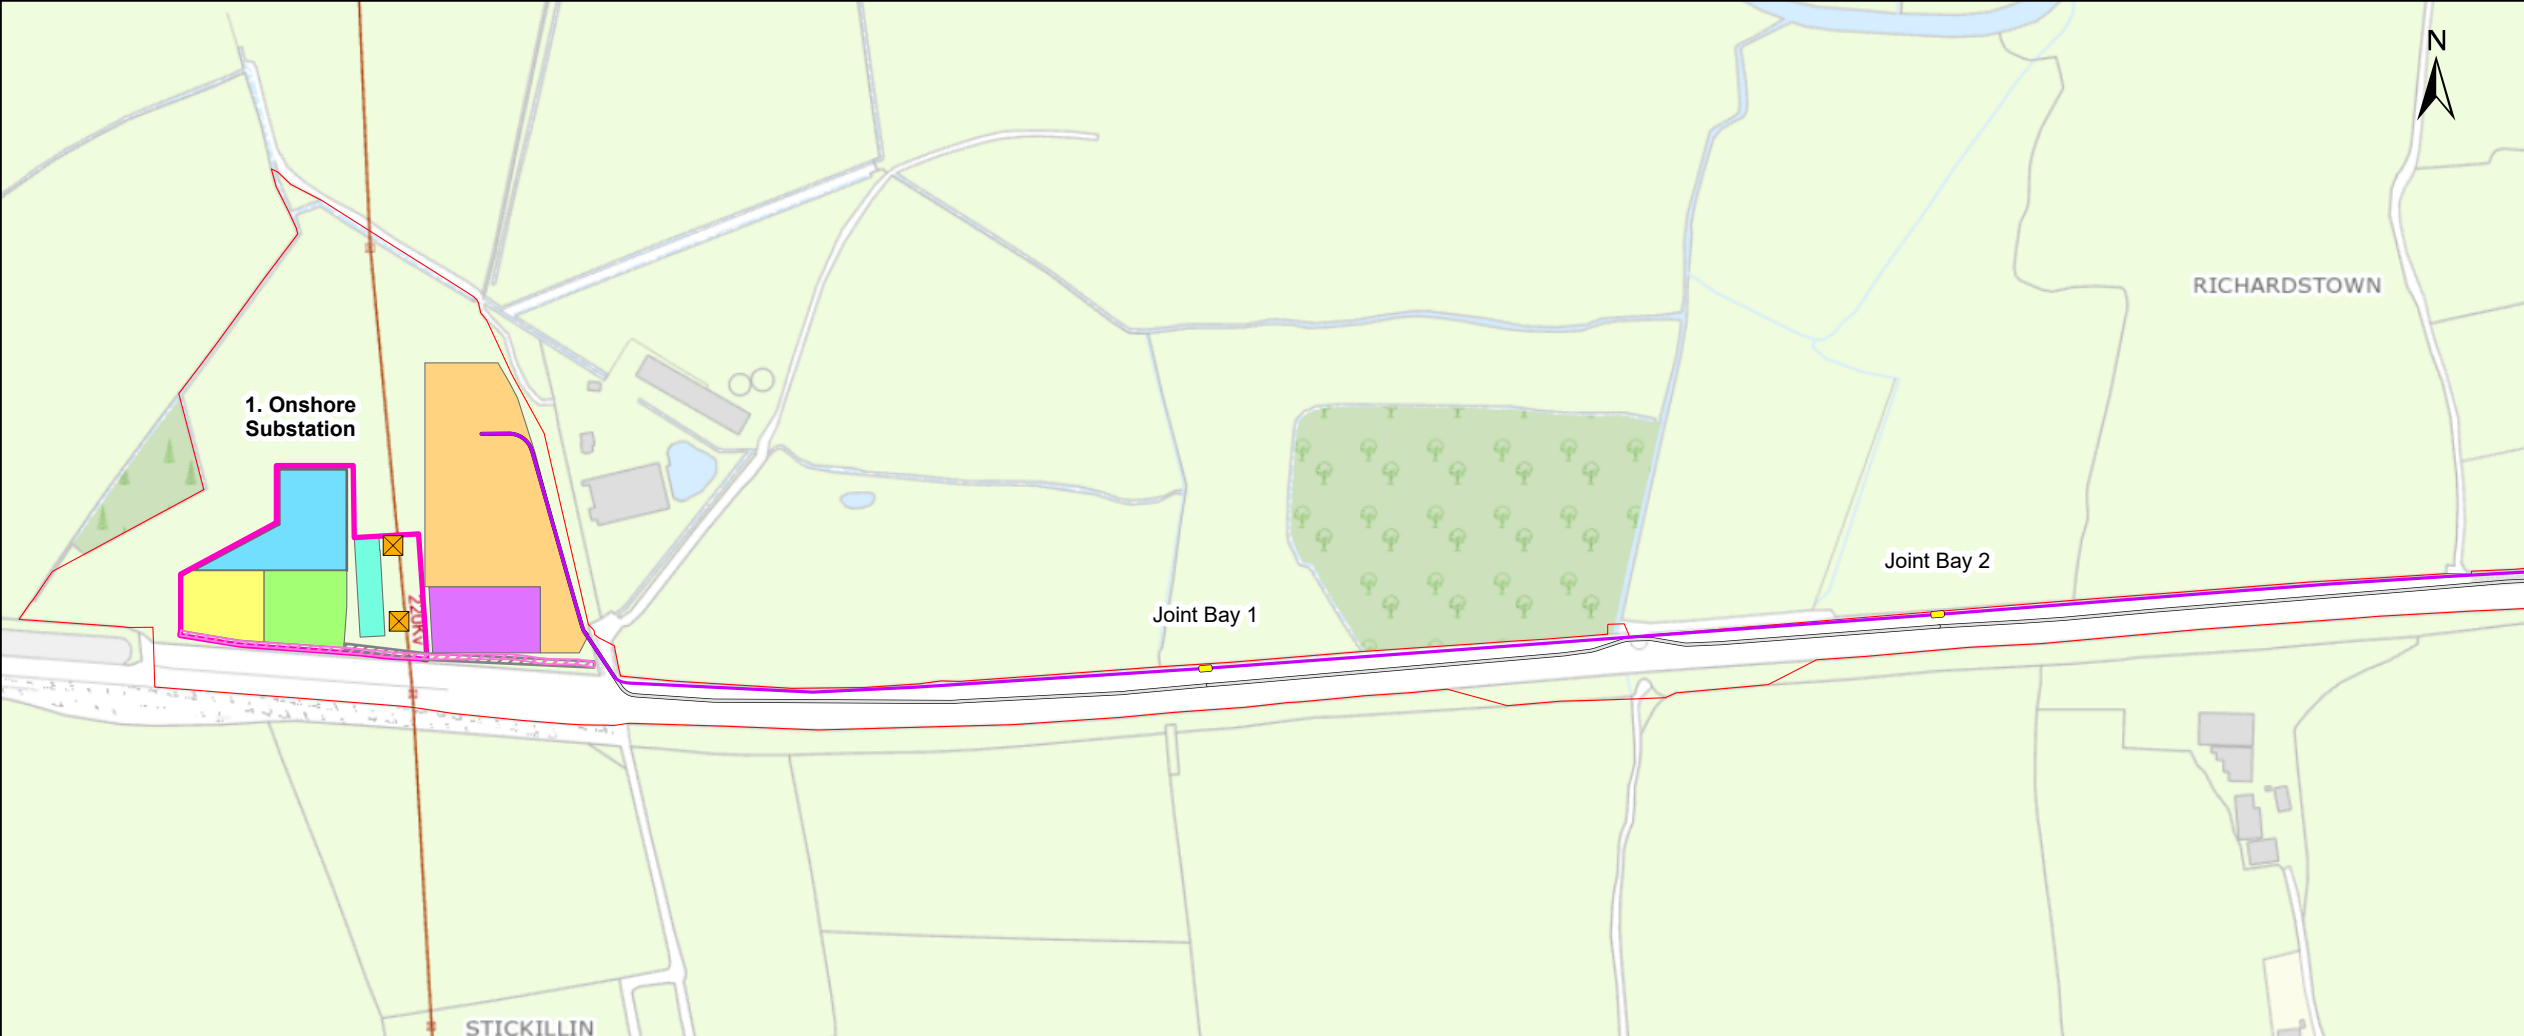 N
RICHARDSTOWN
1. Onshore
Substation
Joint Bay 2
220KV
Joint Bay 1
STICKILLIN